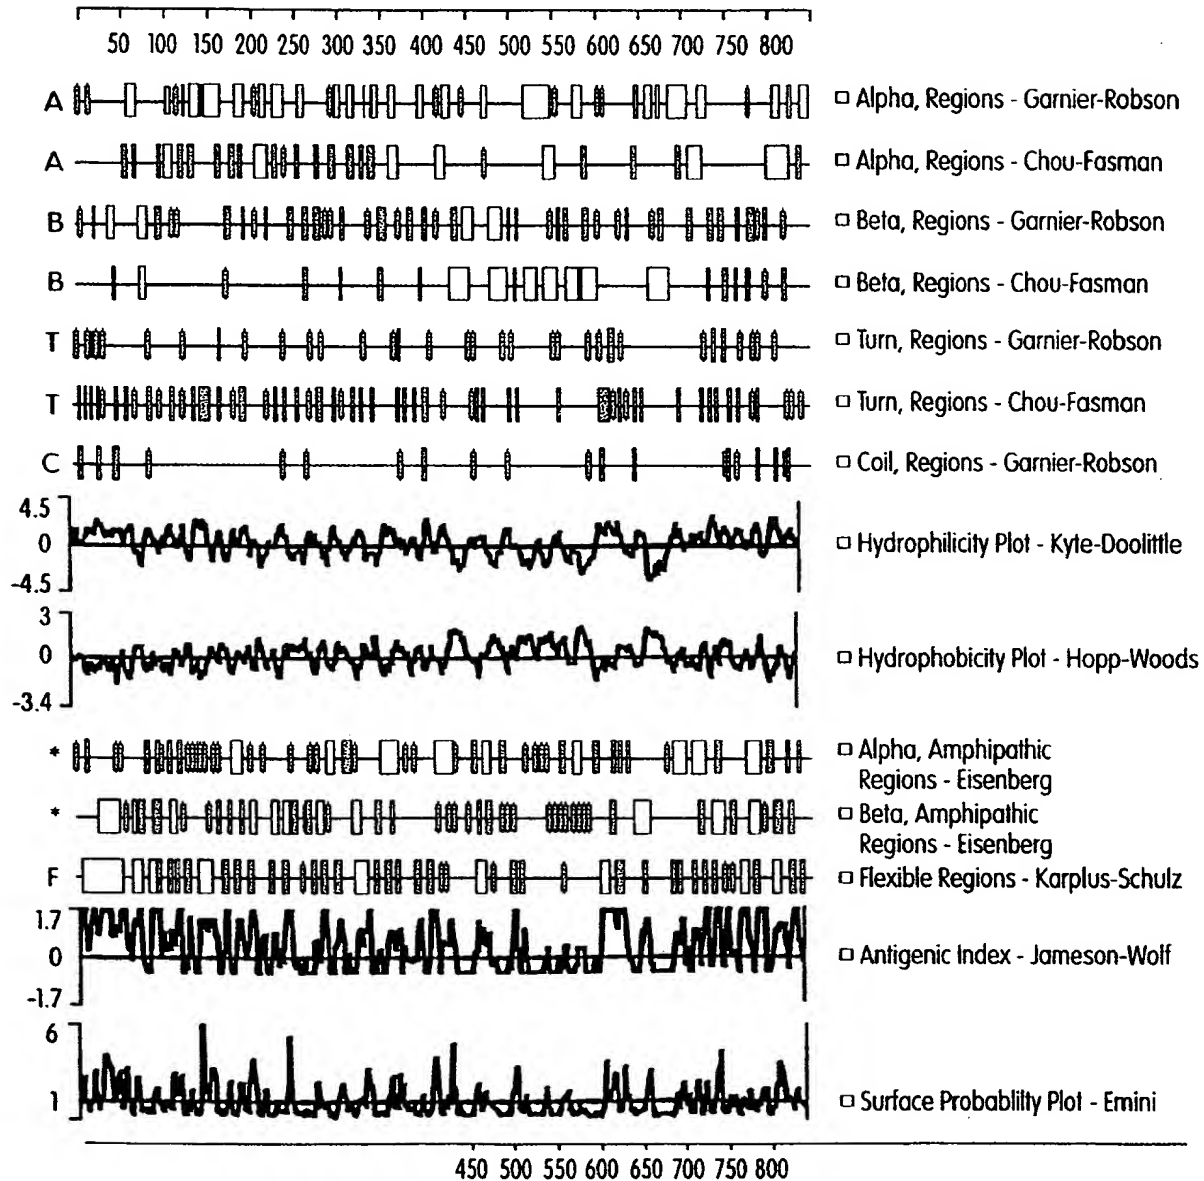 50 100 150 200 250 300 350 400 450 500 550 600 650 700 750 800
A Alpha, Regions - Garnier-Robson
A Alpha, Regions - Chou-Fasman
B Beta, Regions - Garnier-Robson
B Beta, Regions - Chou-Fasman
T Turn, Regions - Garnier-Robson
T Turn, Regions - Chou-Fasman
C Coil, Regions - Garnier-Robson
4.5
0 Hydrophilicity Plot - Kyte-Doolittle
-4.5
3
0 Hydrophobicity Plot - Hopp-Woods
-3.4
* Alpha, Amphipathic
Regions - Eisenberg
* Beta, Amphipathic
Regions - Eisenberg
F Flexible Regions - Karplus-Schulz
1.7
0 Antigenic Index - Jameson-Wolf
-1.7
6
1 Surface Probablilty Plot - Emini
450 500 550 600 650 700 750 800